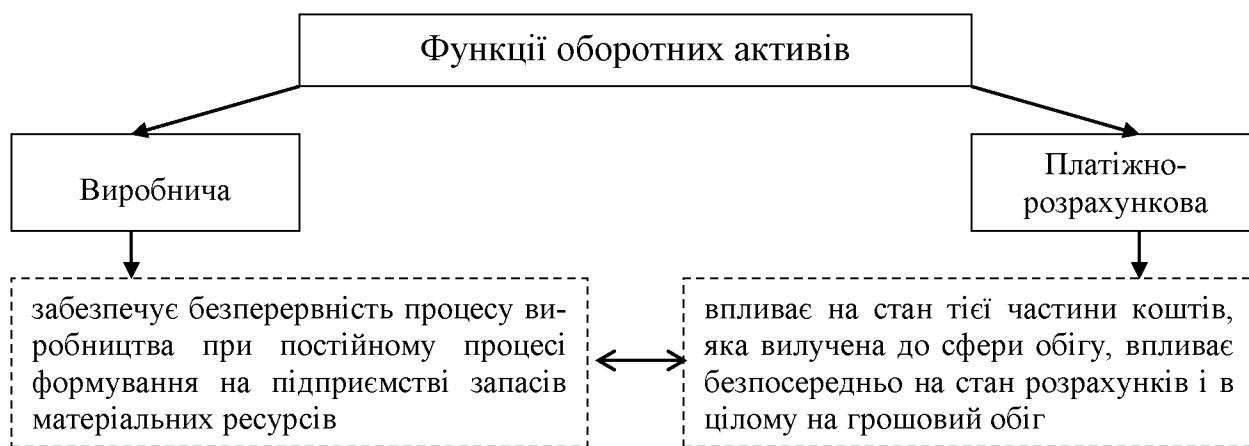 Функції оборотних активів
Виробнича
Платіжно-
розрахункова
забезпечує безперервність процесу ви-
робництва при постійному процесі
формування на підприємстві запасів
матеріальних ресурсів
впливає на стан тієї частини коштів,
яка вилучена до сфери обігу, впливає
безпосередньо на стан розрахунків і в
цілому на грошовий обіг